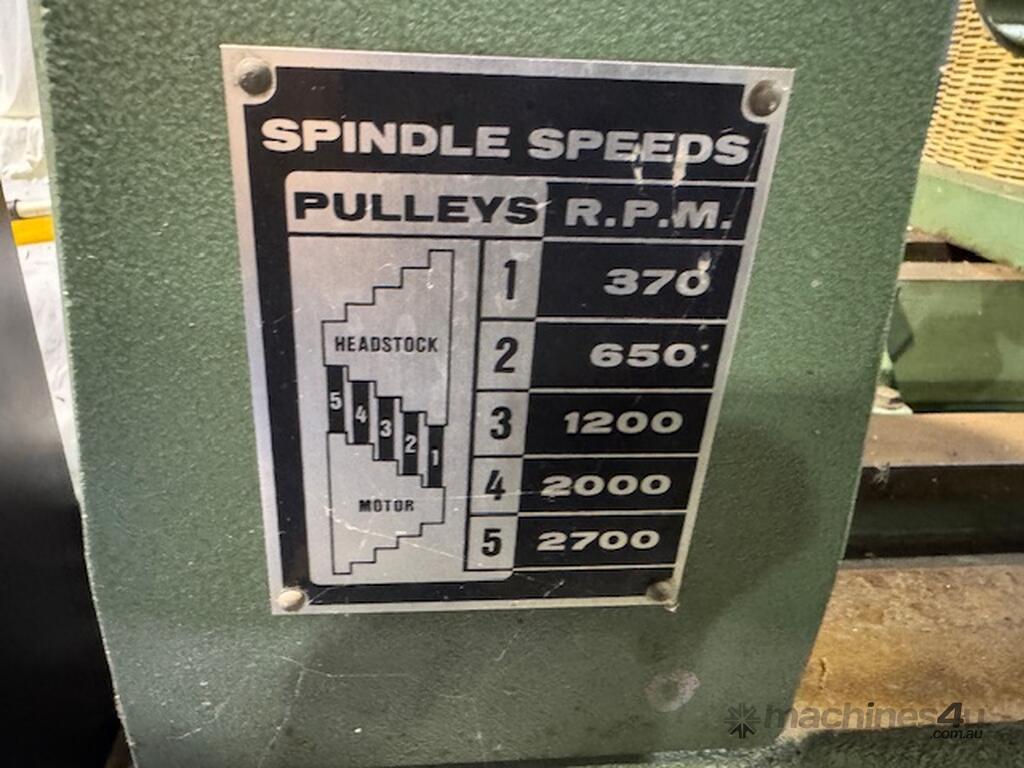 SPINDLE SPEEDS
PULLEYS R.P.M.
1 370
HEADSTOCK 2 650
5 4 3 2 1 3 1200
MOTOR 4 2000
5 2700
machines4u
.com.au